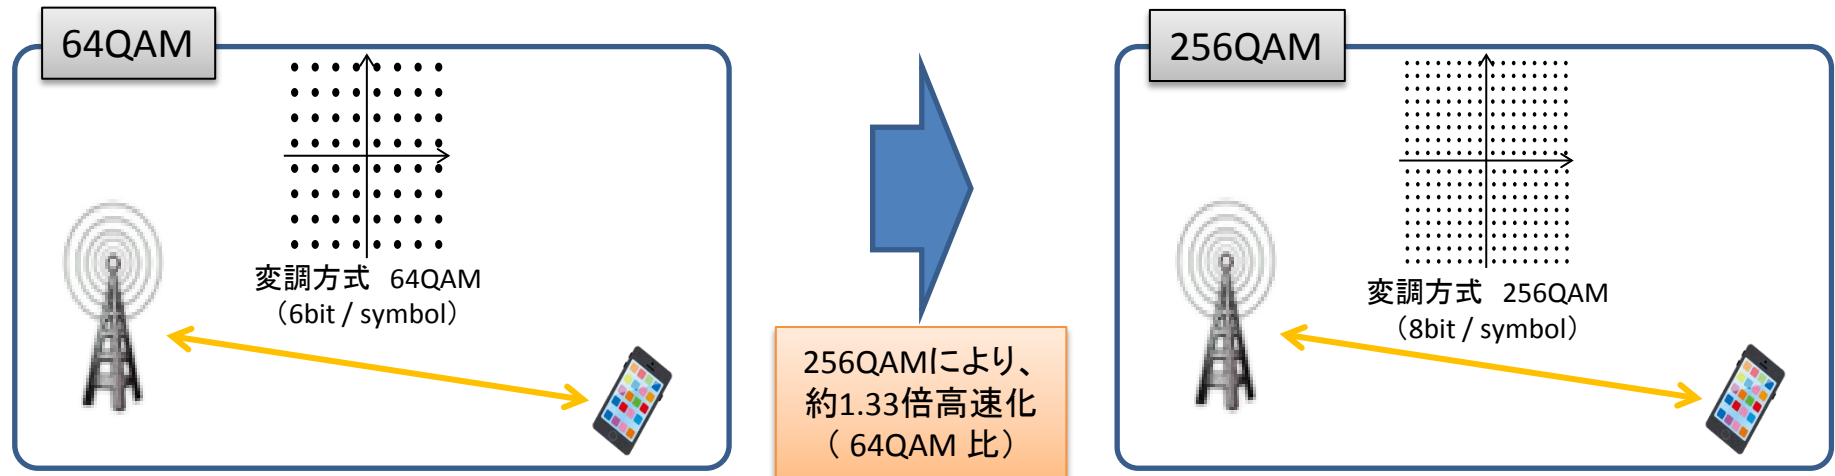 64QAM
変調方式 64QAM
（6bit / symbol）
256QAMにより、
約1.33倍高速化
（ 64QAM 比）
256QAM
変調方式 256QAM
（8bit / symbol）